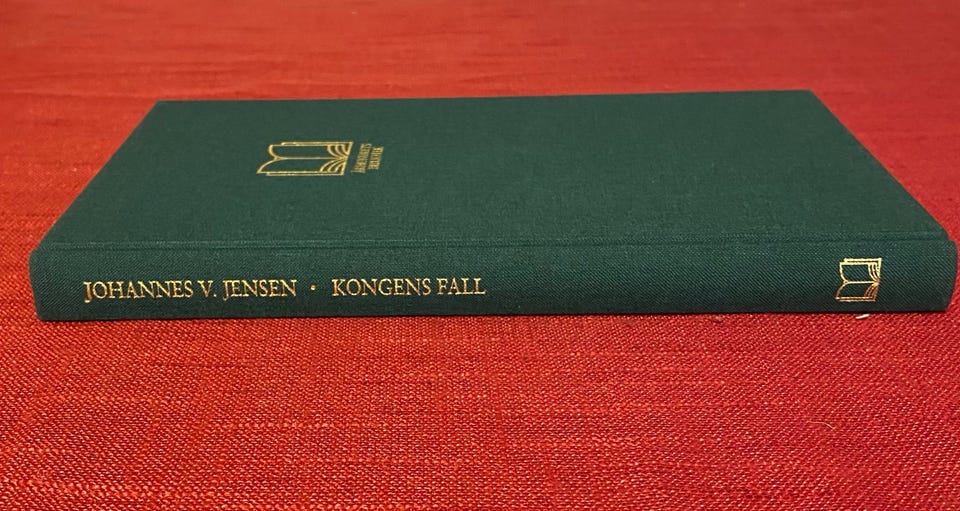 JOHANNES V. JENSEN · KONGENS FALL